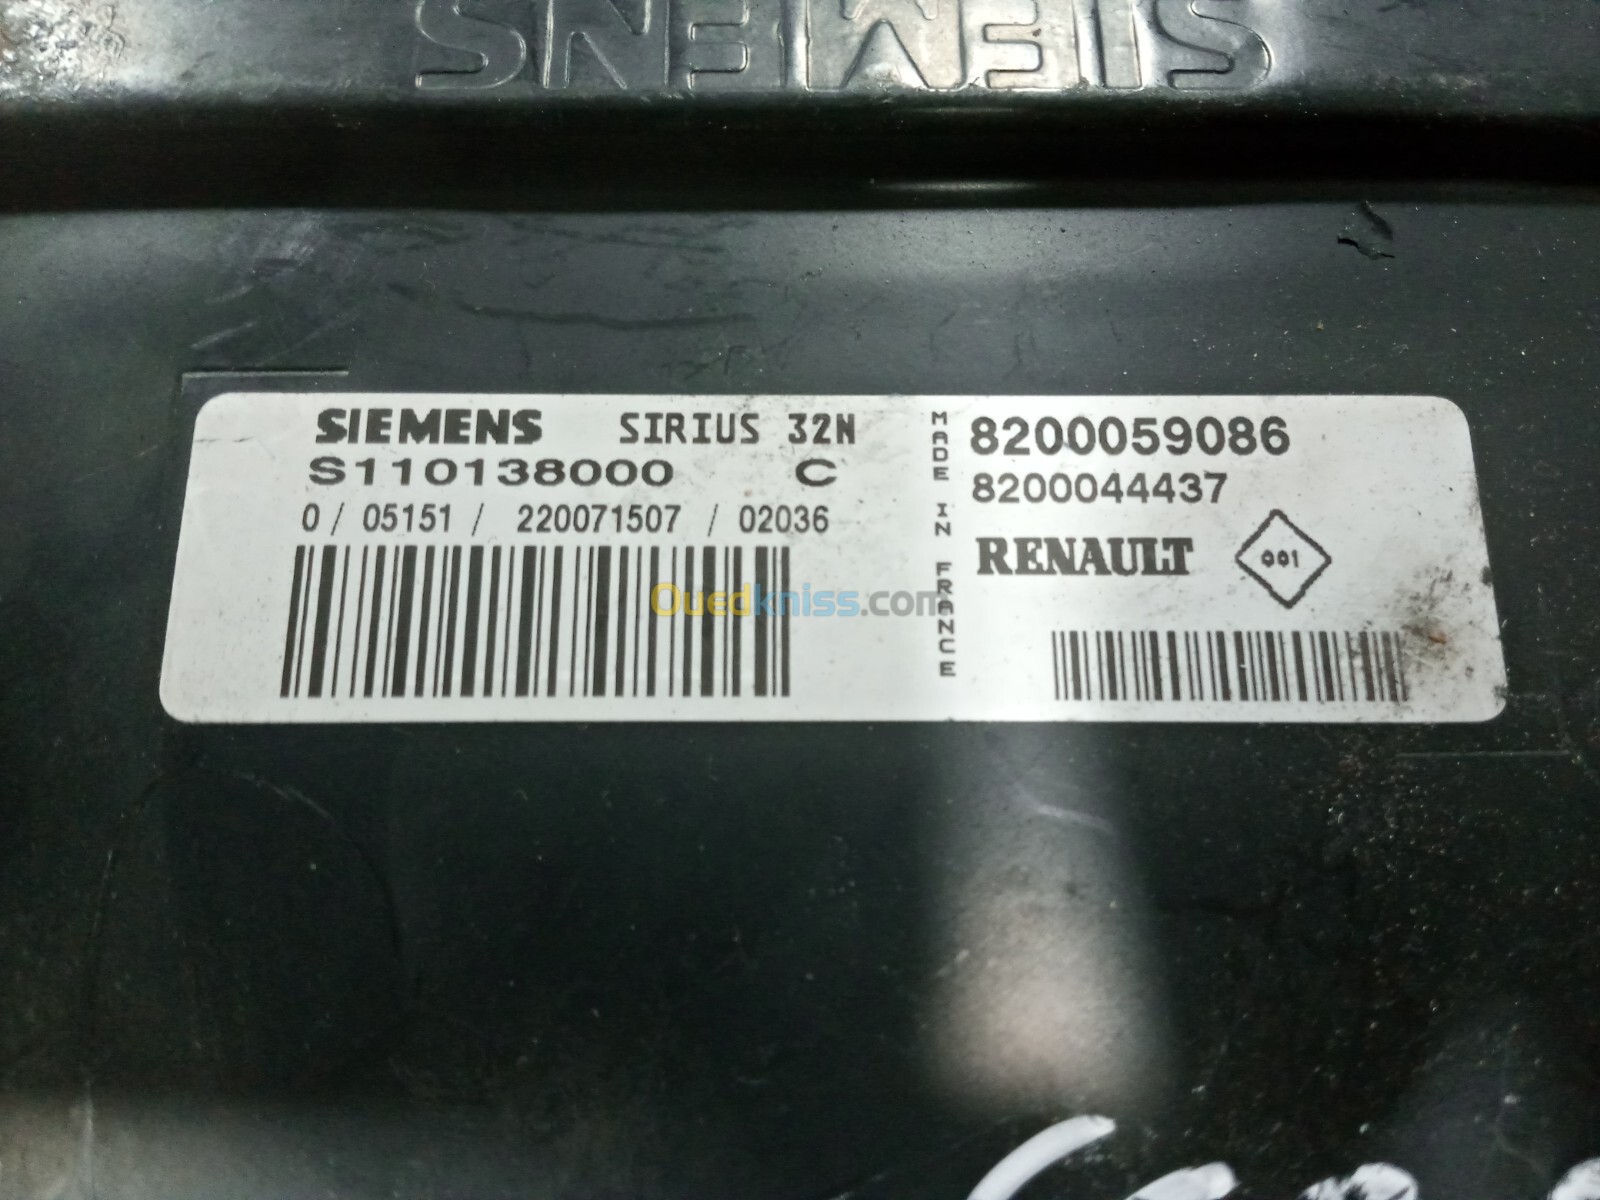 SIEMENS
SIEMENS SIRIUS 32N
S110138000 C
0 / 05151 / 220071507 / 02036
MADE IN FRANCE
8200059086
8200044437
RENAULT 001
Ouedkniss.com